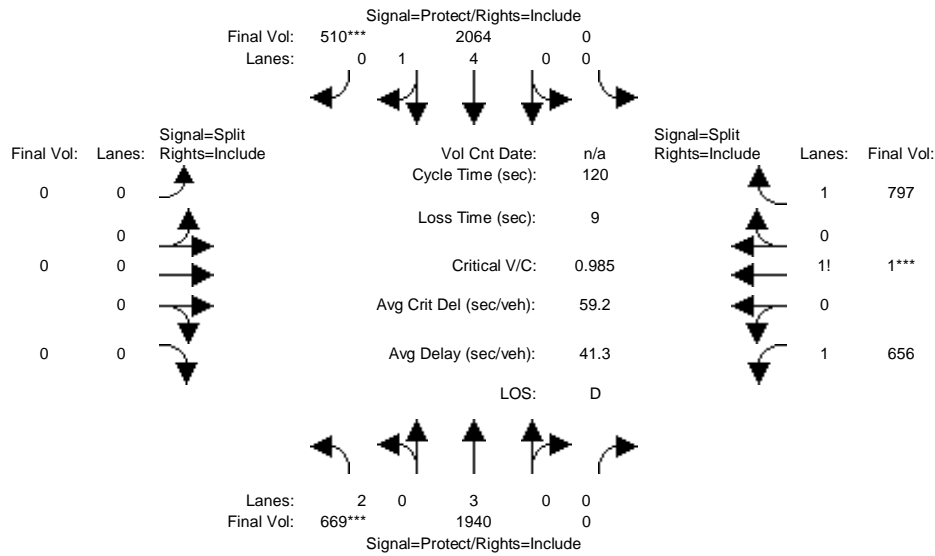 Signal=Protect/Rights=Include
Final Vol: 510*** 2064 0
Lanes: 0 1 4 0 0
Signal=Split
Final Vol: Lanes: Rights=Include
Vol Cnt Date: n/a
Signal=Split
Rights=Include Lanes: Final Vol:
Cycle Time (sec): 120
0 0
1 797
Loss Time (sec): 9
0
0
0 0
Critical V/C: 0.985
1! 1***
0
Avg Crit Del (sec/veh): 59.2
0
0 0
Avg Delay (sec/veh): 41.3
1 656
LOS: D
Lanes: 2 0 3 0 0
Final Vol: 669*** 1940 0
Signal=Protect/Rights=Include